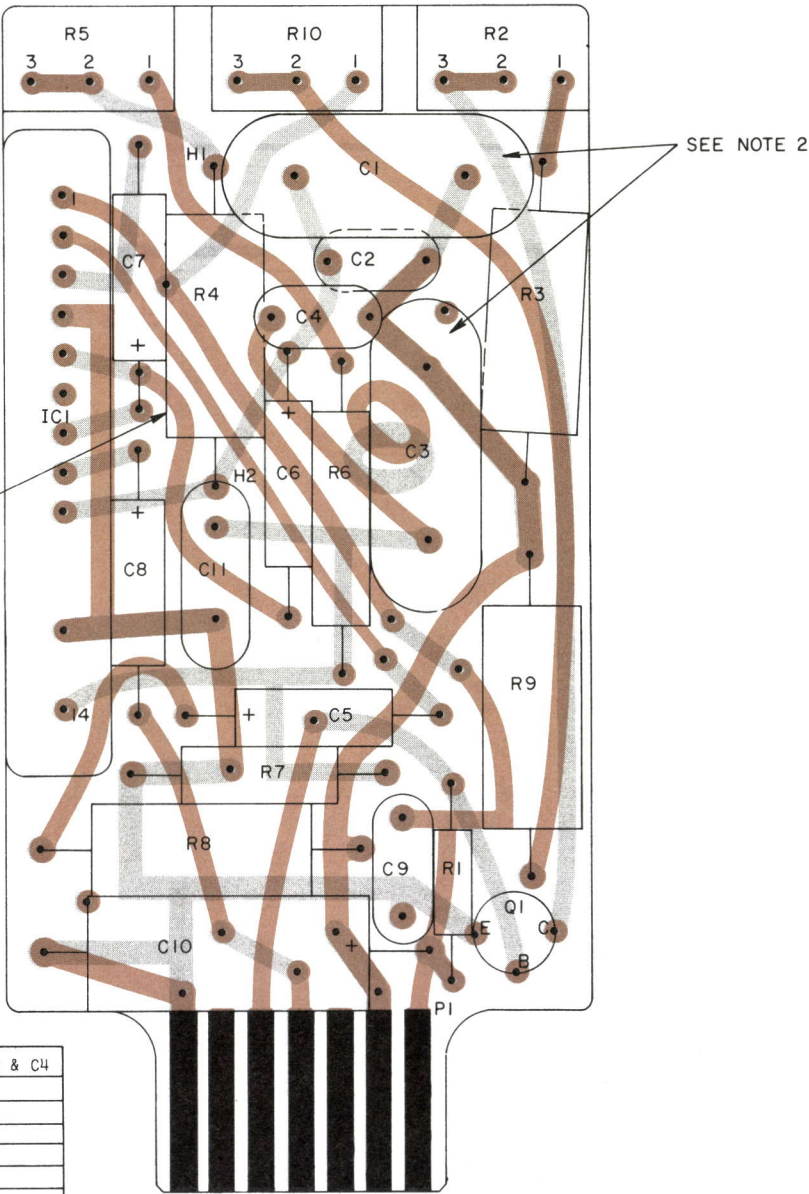 R5 R10 R2
3 2 1 3 2 1 3 2 1
H1 C1 SEE NOTE 2
1
C7 C2
R4 R3
C4
+
+
IC1
H2 C6 R6 C3
+
C8 C11
R9
14 + C5
R7
R8 C9 R1
Q1
C10 + E C
B
P1
& C4